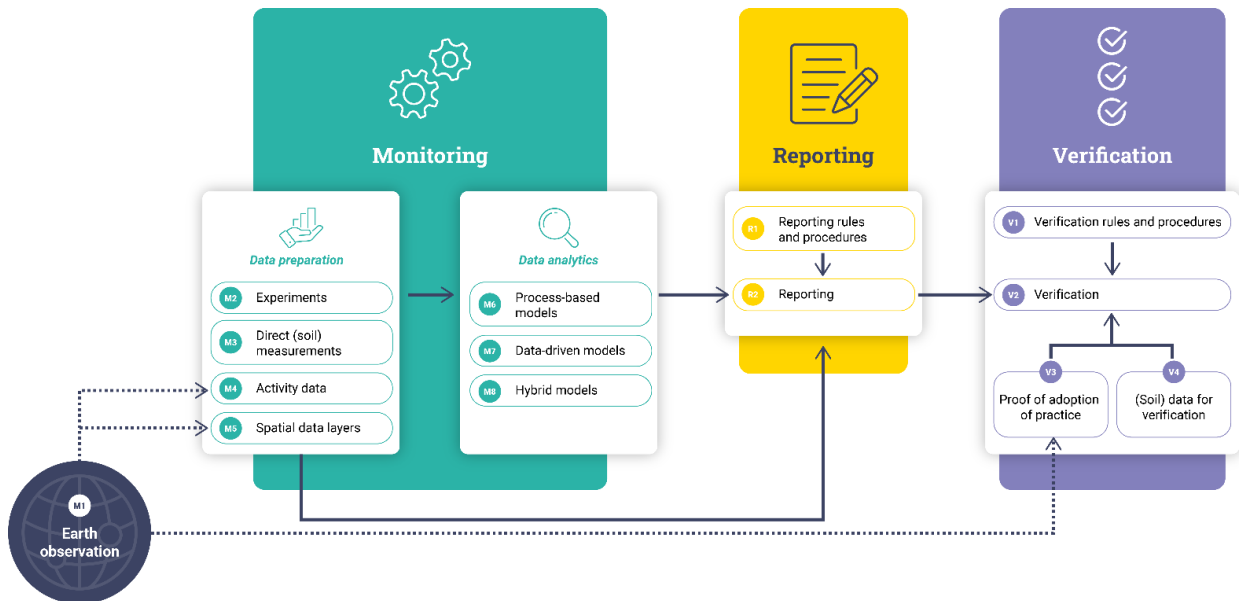 Monitoring
Data preparation
M2 Experiments
M3 Direct (soil)
measurements
M4 Activity data
M5 Spatial data layers
Data analytics
M6 Process-based
models
M7 Data-driven models
M8 Hybrid models
Reporting
R1 Reporting rules
and procedures
R2 Reporting
Verification
V1 Verification rules and procedures
V2 Verification
V3
Proof of adoption
of practice
V4
(Soil) data for
verification
M1
Earth
observation